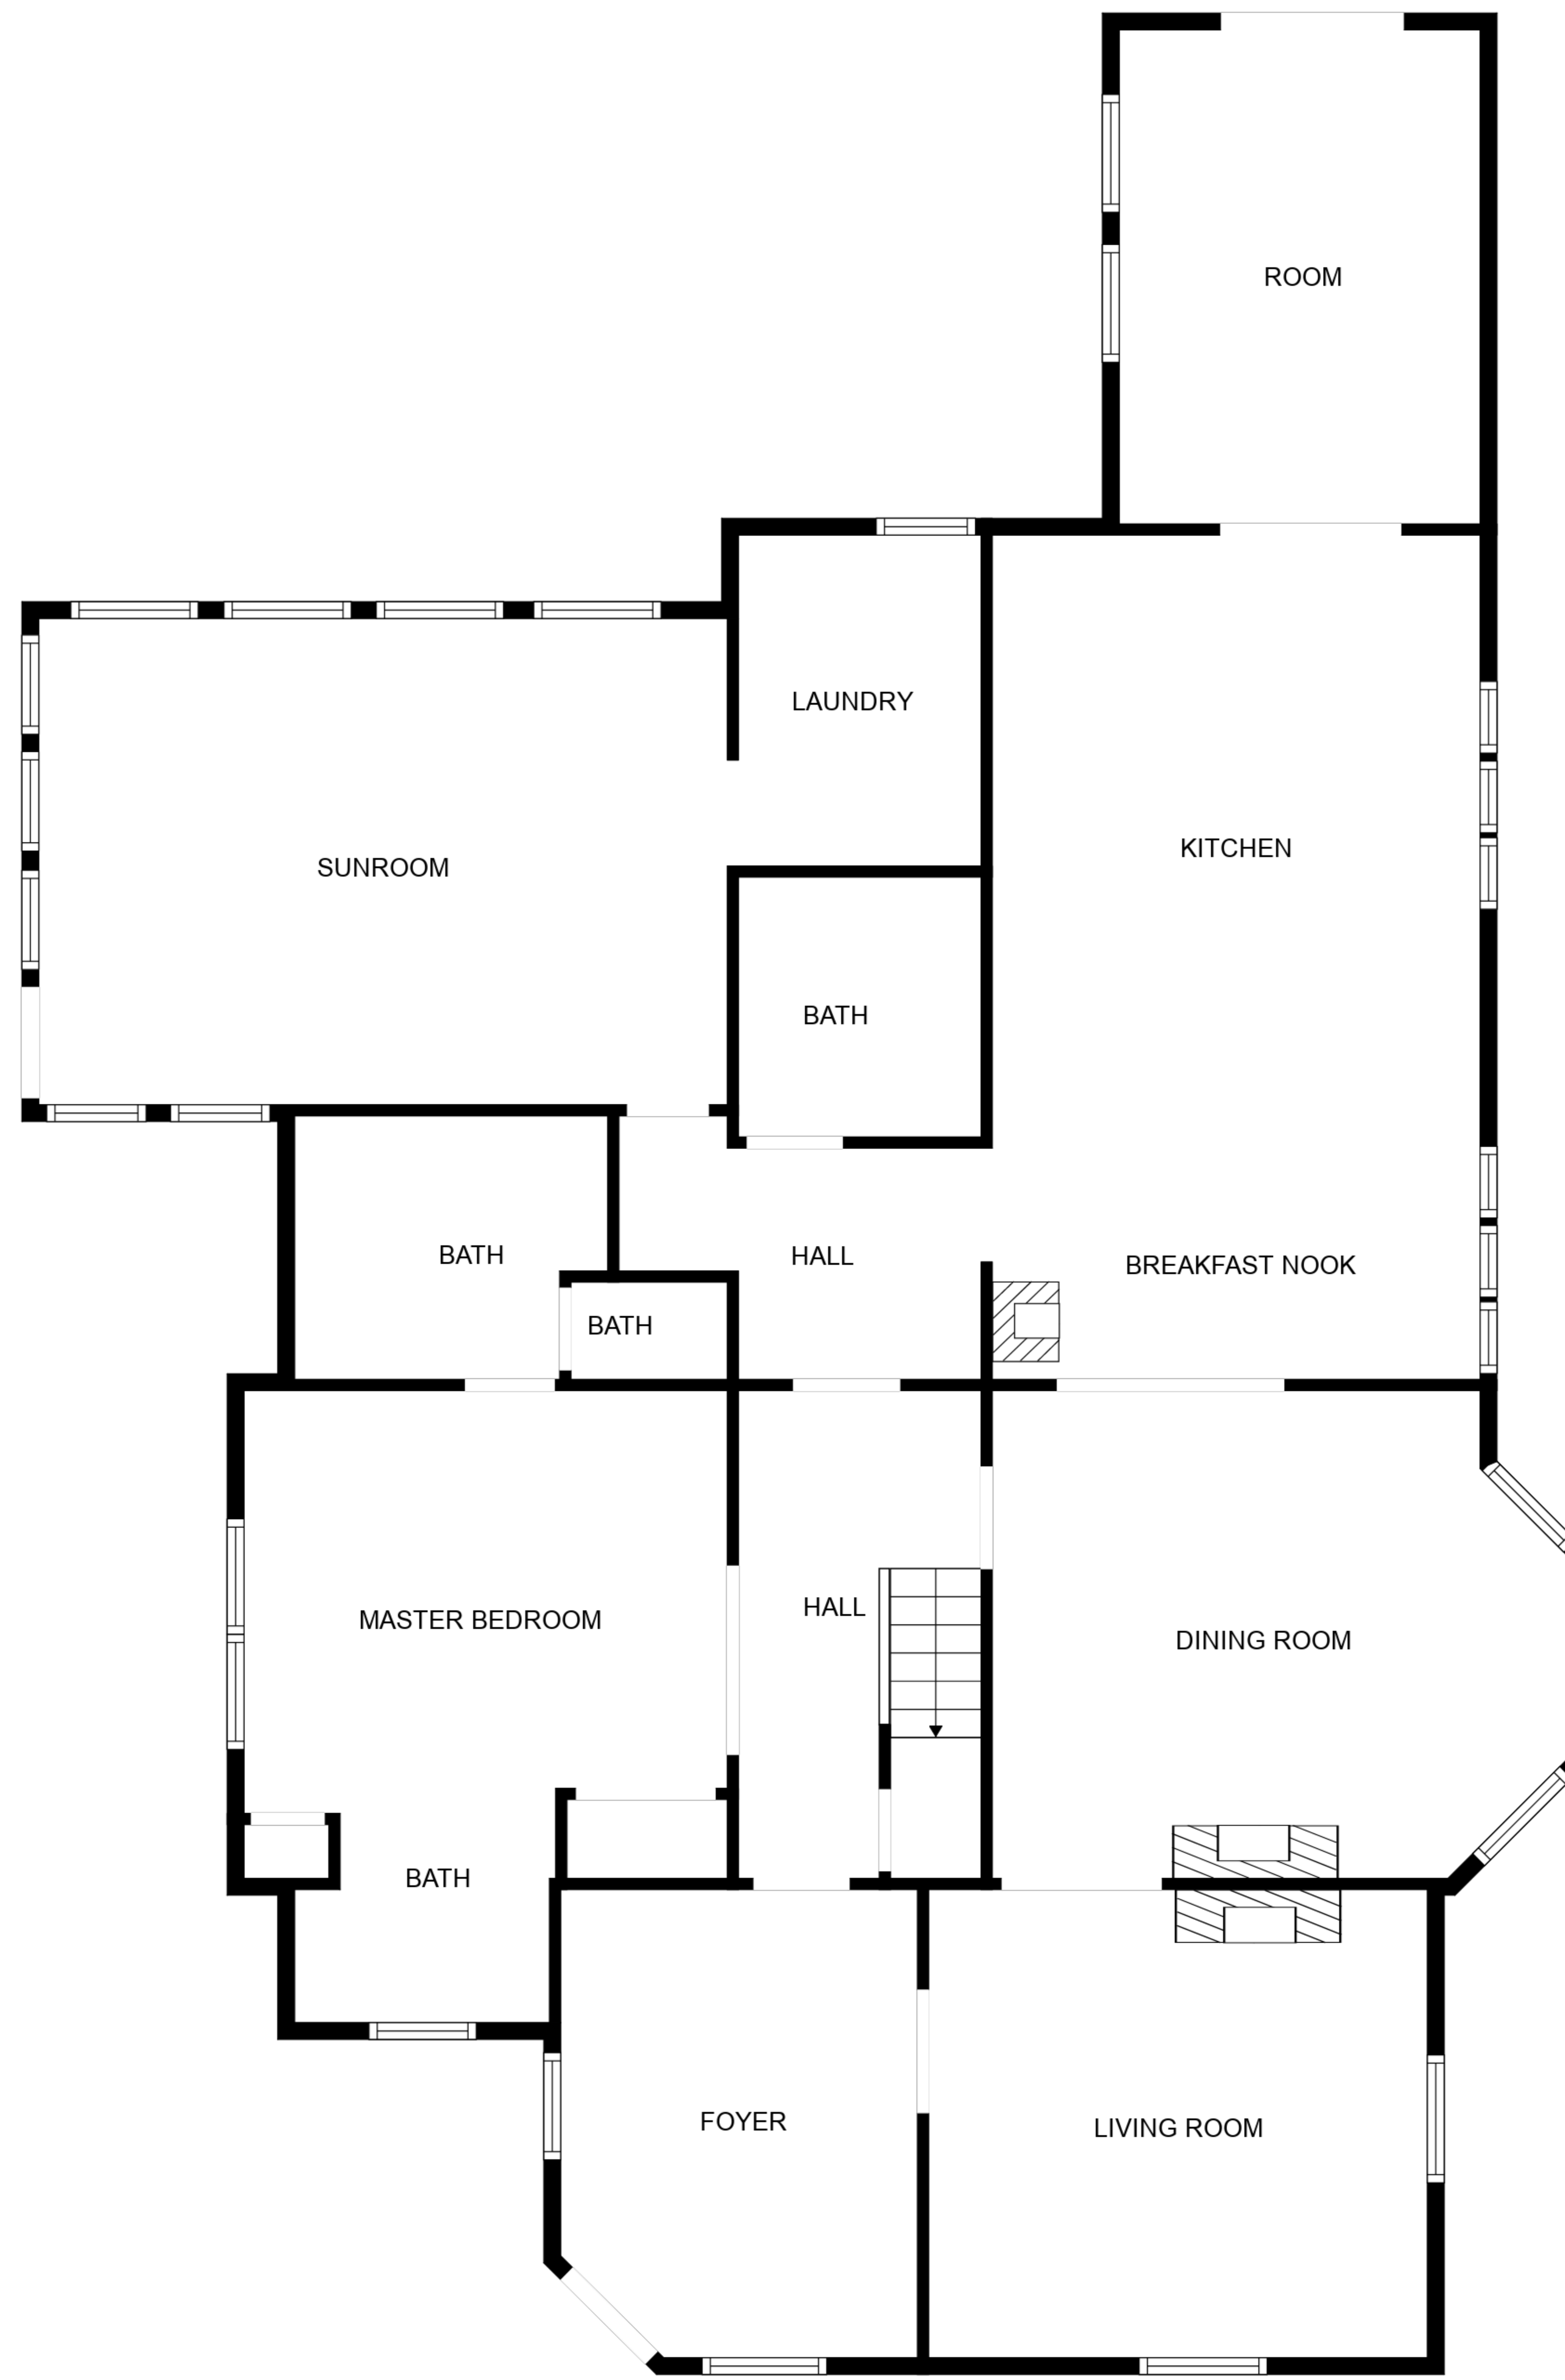 ROOM
LAUNDRY
KITCHEN
SUNROOM
BATH
BATH
HALL
BREAKFAST NOOK
BATH
HALL
MASTER BEDROOM
DINING ROOM
BATH
FOYER
LIVING ROOM